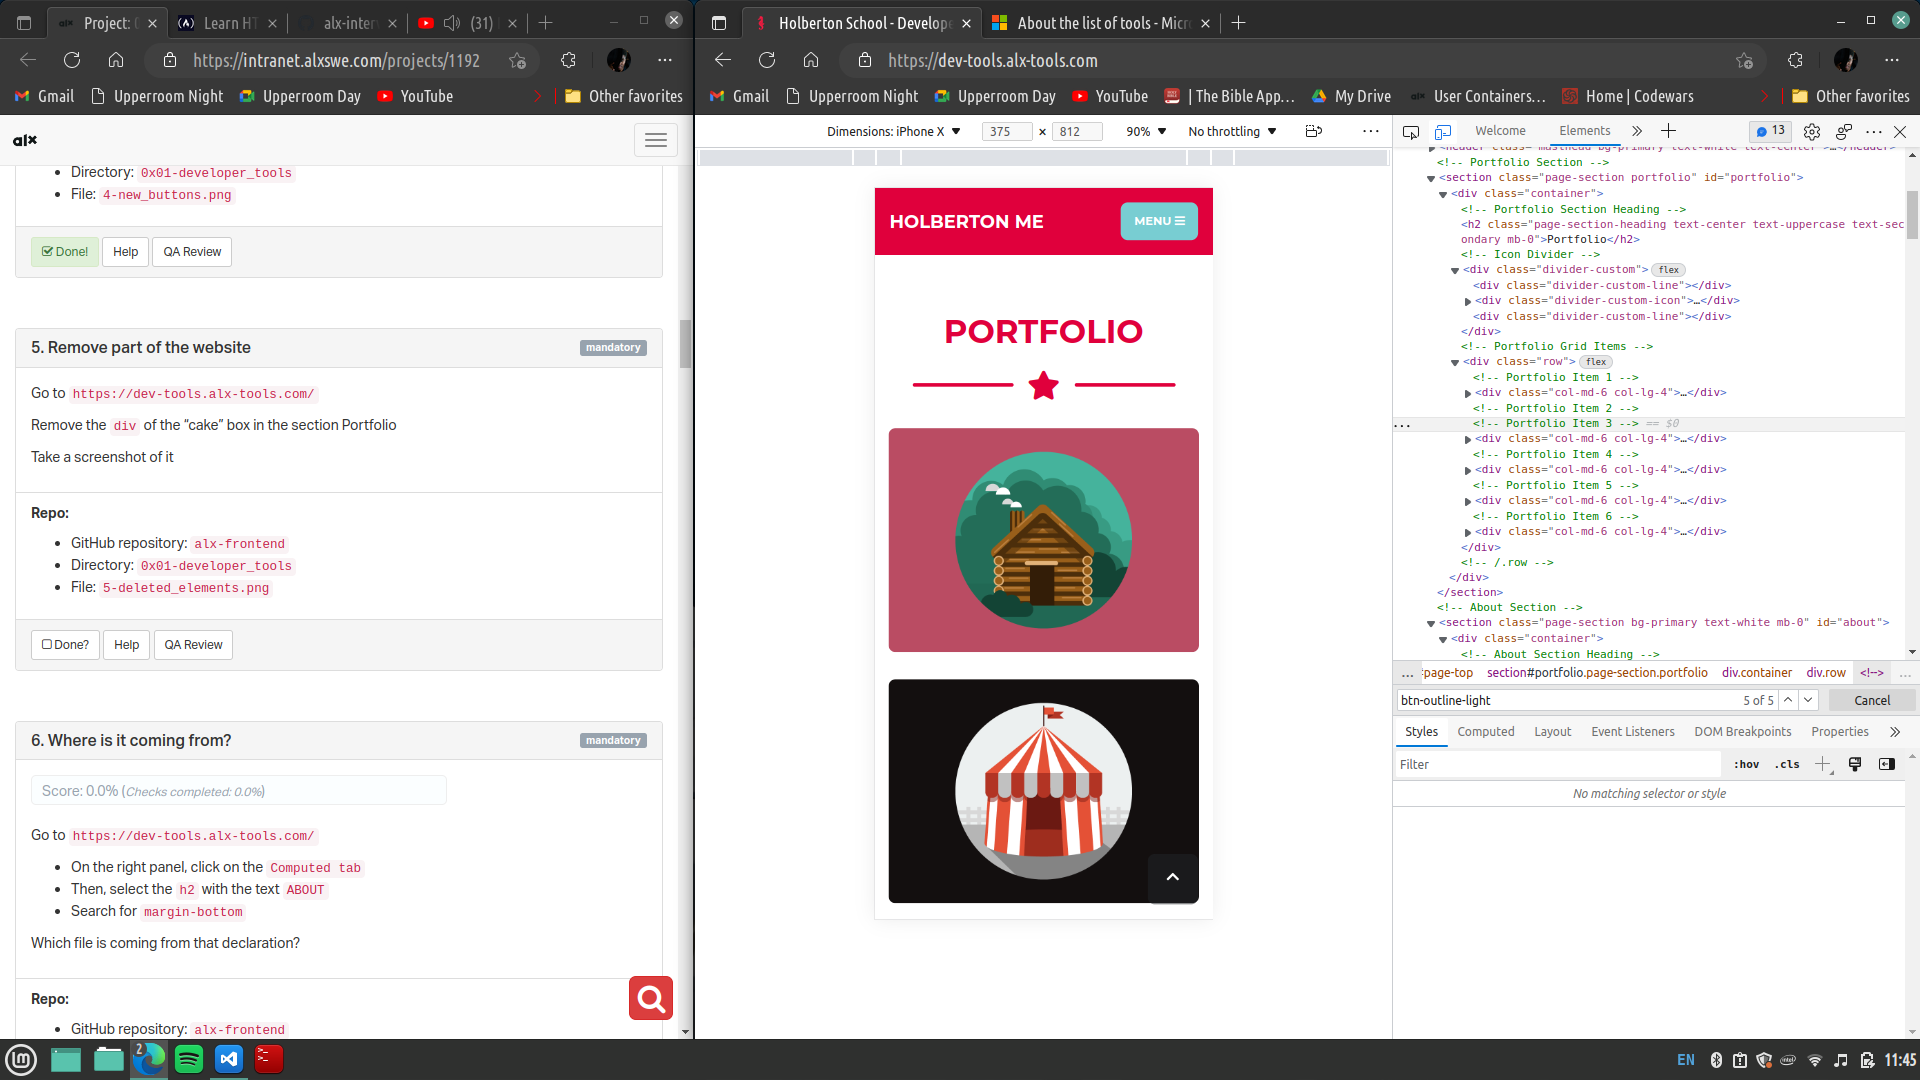 Project: 
Learn HT
alx-inter
(31)
https://intranet.alxswe.com/projects/1192
Gmail
Upperroom Night
Upperroom Day
YouTube
Other favorites
alx
Directory: 0x01-developer_tools
File: 4-new_buttons.png
Done!
Help
QA Review
5. Remove part of the website
mandatory
Go to https://dev-tools.alx-tools.com/
Remove the div of the “cake” box in the section Portfolio
Take a screenshot of it
Repo:
GitHub repository: alx-frontend
Directory: 0x01-developer_tools
File: 5-deleted_elements.png
Done?
Help
QA Review
6. Where is it coming from?
mandatory
Score: 0.0% (Checks completed: 0.0%)
Go to https://dev-tools.alx-tools.com/
On the right panel, click on the Computed tab
Then, select the h2 with the text ABOUT
Search for margin-bottom
Which file is coming from that declaration?
Repo:
GitHub repository: alx-frontend
Holberton School - Develope
About the list of tools - Micr
https://dev-tools.alx-tools.com
Gmail
Upperroom Night
Upperroom Day
YouTube
| The Bible App...
My Drive
User Containers...
Home | Codewars
Other favorites
Dimensions: iPhone X
375
×
812
90%
No throttling
HOLBERTON ME
MENU
PORTFOLIO
Welcome
Elements
13
<header class="masthead bg-primary text-white text-center">…</header>
<!-- Portfolio Section -->
<section class="page-section portfolio" id="portfolio">
<div class="container">
<!-- Portfolio Section Heading -->
<h2 class="page-section-heading text-center text-uppercase text-sec
ondary mb-0">Portfolio</h2>
<!-- Icon Divider -->
<div class="divider-custom"> flex
<div class="divider-custom-line"></div>
<div class="divider-custom-icon">…</div>
<div class="divider-custom-line"></div>
</div>
<!-- Portfolio Grid Items -->
<div class="row"> flex
<!-- Portfolio Item 1 -->
<div class="col-md-6 col-lg-4">…</div>
<!-- Portfolio Item 2 -->
<!-- Portfolio Item 3 --> == $0
<div class="col-md-6 col-lg-4">…</div>
<!-- Portfolio Item 4 -->
<div class="col-md-6 col-lg-4">…</div>
<!-- Portfolio Item 5 -->
<div class="col-md-6 col-lg-4">…</div>
<!-- Portfolio Item 6 -->
<div class="col-md-6 col-lg-4">…</div>
</div>
<!-- /.row -->
</div>
</section>
<!-- About Section -->
<section class="page-section bg-primary text-white mb-0" id="about">
<div class="container">
<!-- About Section Heading -->
... #page-top section#portfolio.page-section.portfolio div.container div.row <!--> ...
btn-outline-light
5 of 5
Cancel
Styles
Computed
Layout
Event Listeners
DOM Breakpoints
Properties
Filter
:hov
.cls
No matching selector or style
2
EN
11:45